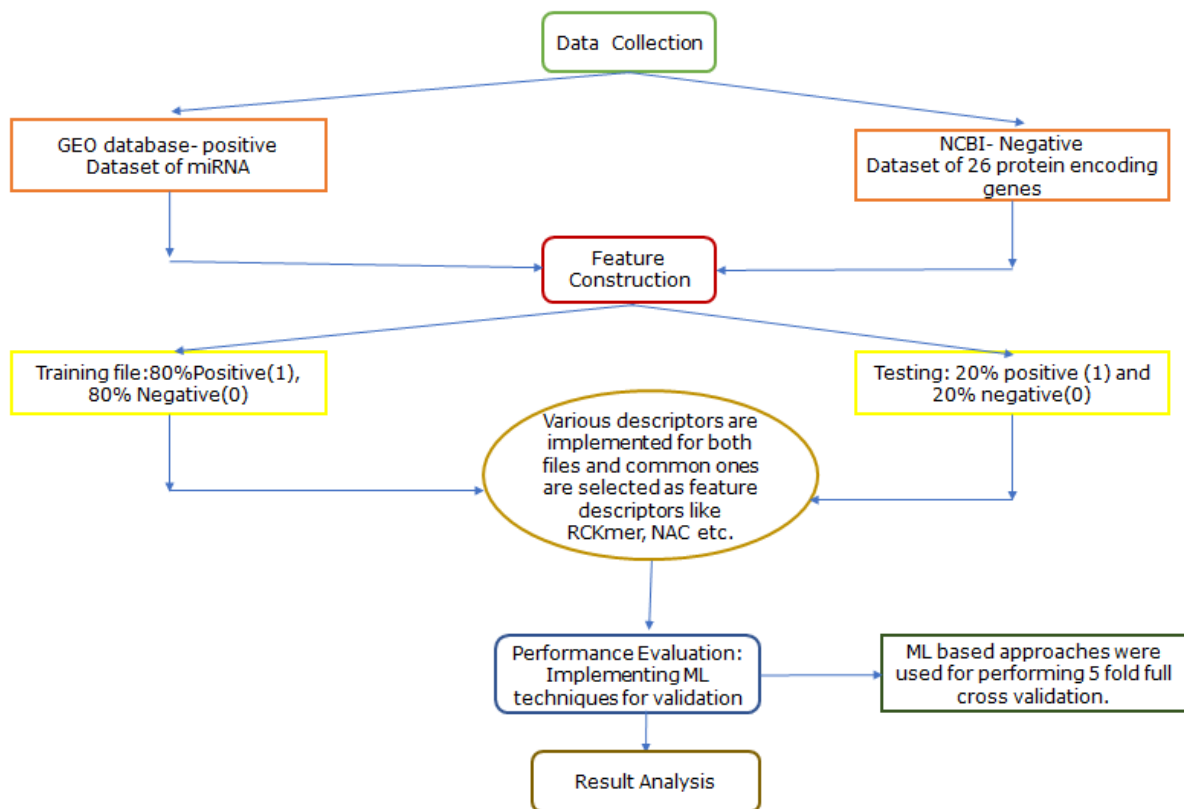 Data Collection
GEO database- positive
Dataset of miRNA
NCBI- Negative
Dataset of 26 protein encoding
genes
Feature
Construction
Training file:80%Positive(1),
80% Negative(0)
Testing: 20% positive (1) and
20% negative(0)
Various descriptors are
implemented for both
files and common ones
are selected as feature
descriptors like
RCKmer, NAC etc.
Performance Evaluation:
Implementing ML
techniques for validation
ML based approaches were
used for performing 5 fold full
cross validation.
Result Analysis